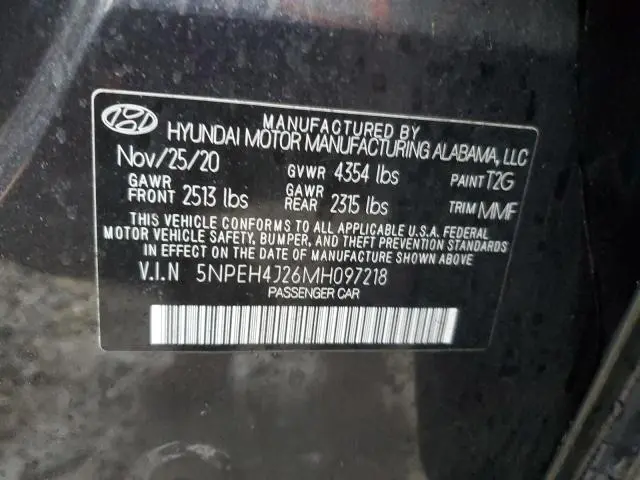 MANUFACTURED BY
HYUNDAI MOTOR MANUFACTURING ALABAMA, LLC
Nov/25/20 GVWR 4354 lbs PAINT T2G
GAWR FRONT 2513 lbs GAWR REAR 2315 lbs TRIM MMF
THIS VEHICLE CONFORMS TO ALL APPLICABLE U.S.A. FEDERAL
MOTOR VEHICLE SAFETY, BUMPER, AND THEFT PREVENTION STANDARDS
IN EFFECT ON THE DATE OF MANUFACTURE SHOWN ABOVE.
V.I.N 5NPEH4J26MH097218
PASSENGER CAR